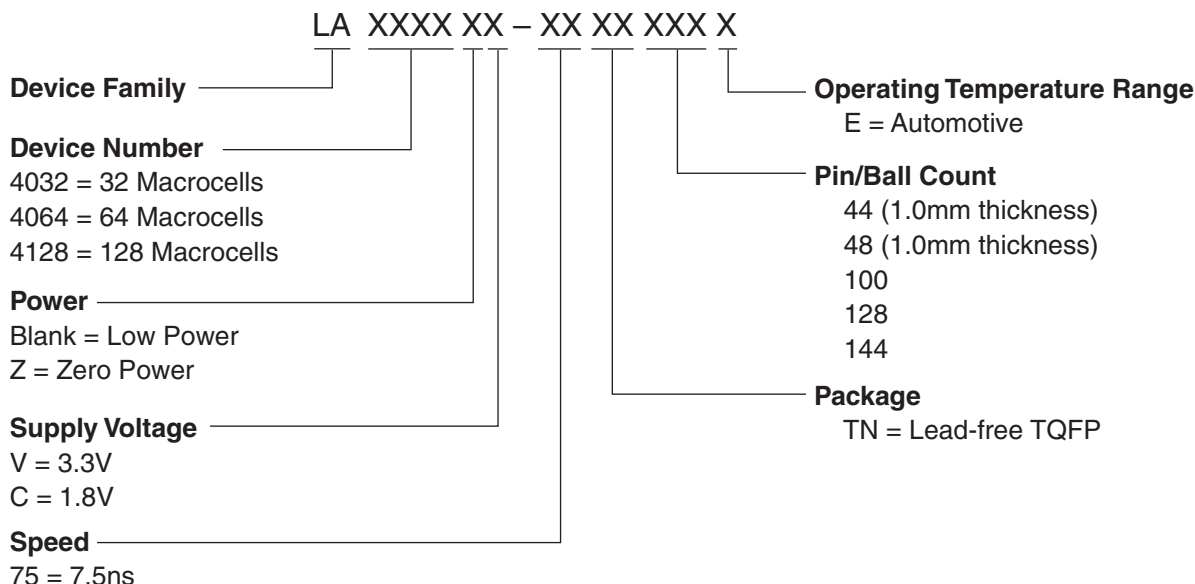 LA XXXX XX – XX XX XXX X
Device Family
Device Number
4032 = 32 Macrocells
4064 = 64 Macrocells
4128 = 128 Macrocells
Power
Blank = Low Power
Z = Zero Power
Supply Voltage
V = 3.3V
C = 1.8V
Speed
75 = 7.5ns
Operating Temperature Range
E = Automotive
Pin/Ball Count
44 (1.0mm thickness)
48 (1.0mm thickness)
100
128
144
Package
TN = Lead-free TQFP